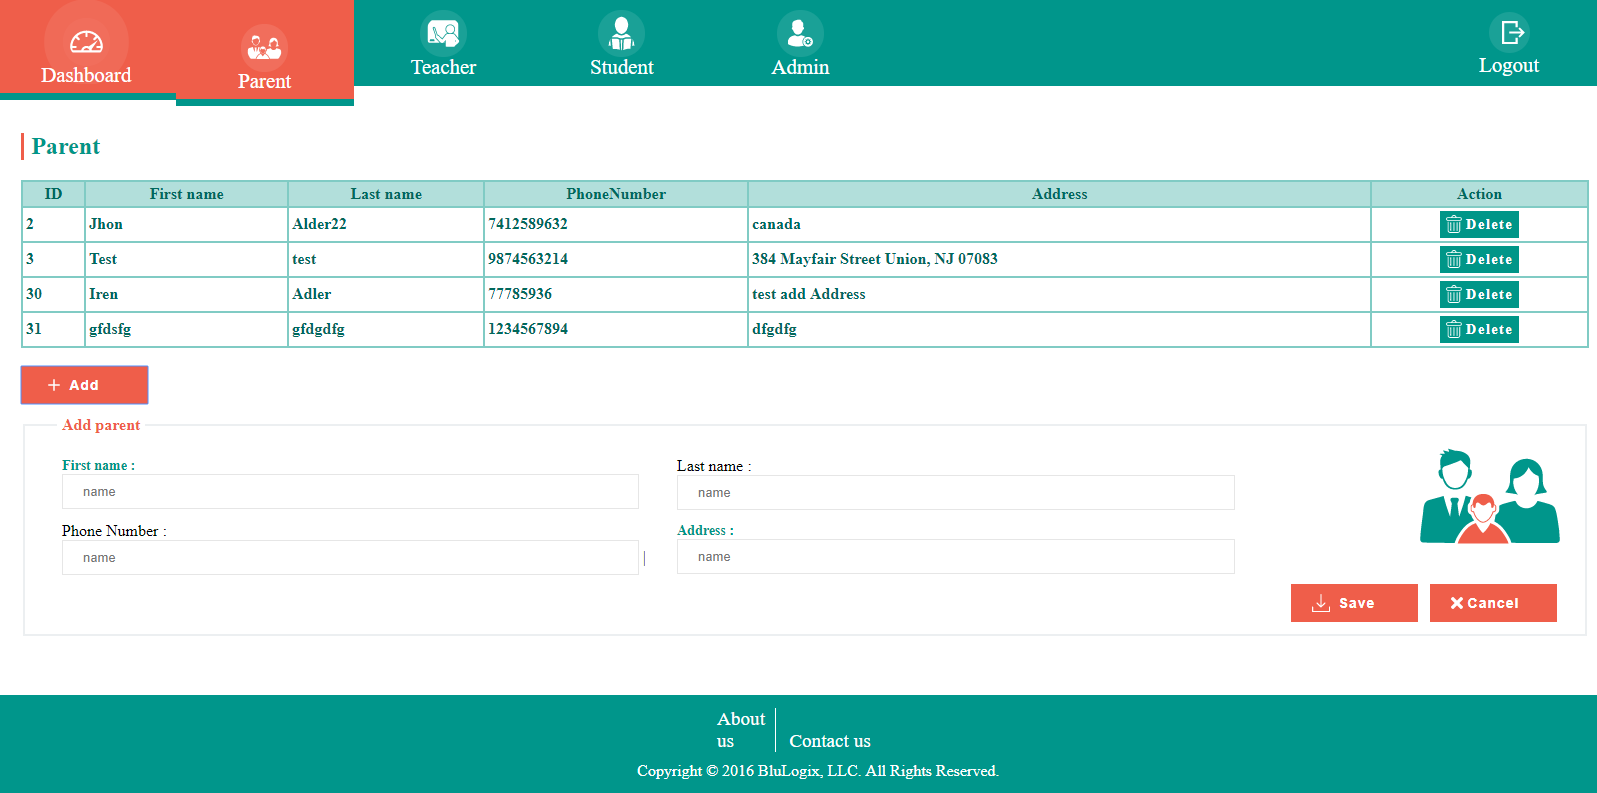 Dashboard
Parent
Teacher
Student
Admin
Logout
Parent
ID First name Last name PhoneNumber Address Action
2 Jhon Alder22 7412589632 canada Delete
3 Test test 9874563214 384 Mayfair Street Union, NJ 07083 Delete
30 Iren Adler 77785936 test add Address Delete
31 gfdsfg gfdgdfg 1234567894 dfgdfg Delete
+ Add
Add parent
First name :
name
Last name :
name
Phone Number :
name
Address :
name
Save
Cancel
About
us
Contact us
Copyright © 2016 BluLogix, LLC. All Rights Reserved.